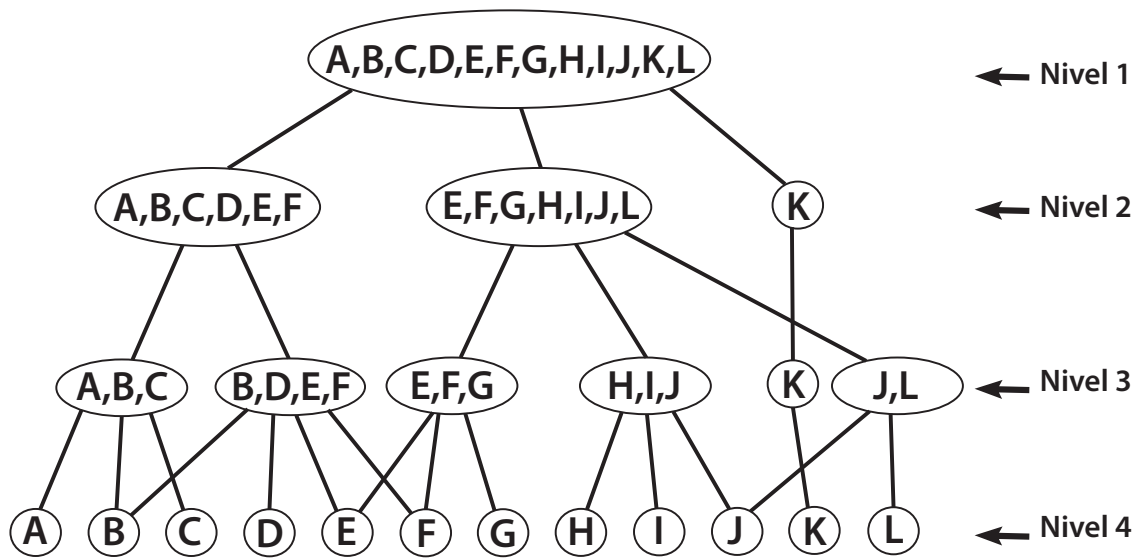 A,B,C,D,E,F,G,H,I,J,K,L
Nivel 1
A,B,C,D,E,F
E,F,G,H,I,J,L
K
Nivel 2
A,B,C
B,D,E,F
E,F,G
H,I,J
K
J,L
Nivel 3
A
B
C
D
E
F
G
H
I
J
K
L
Nivel 4